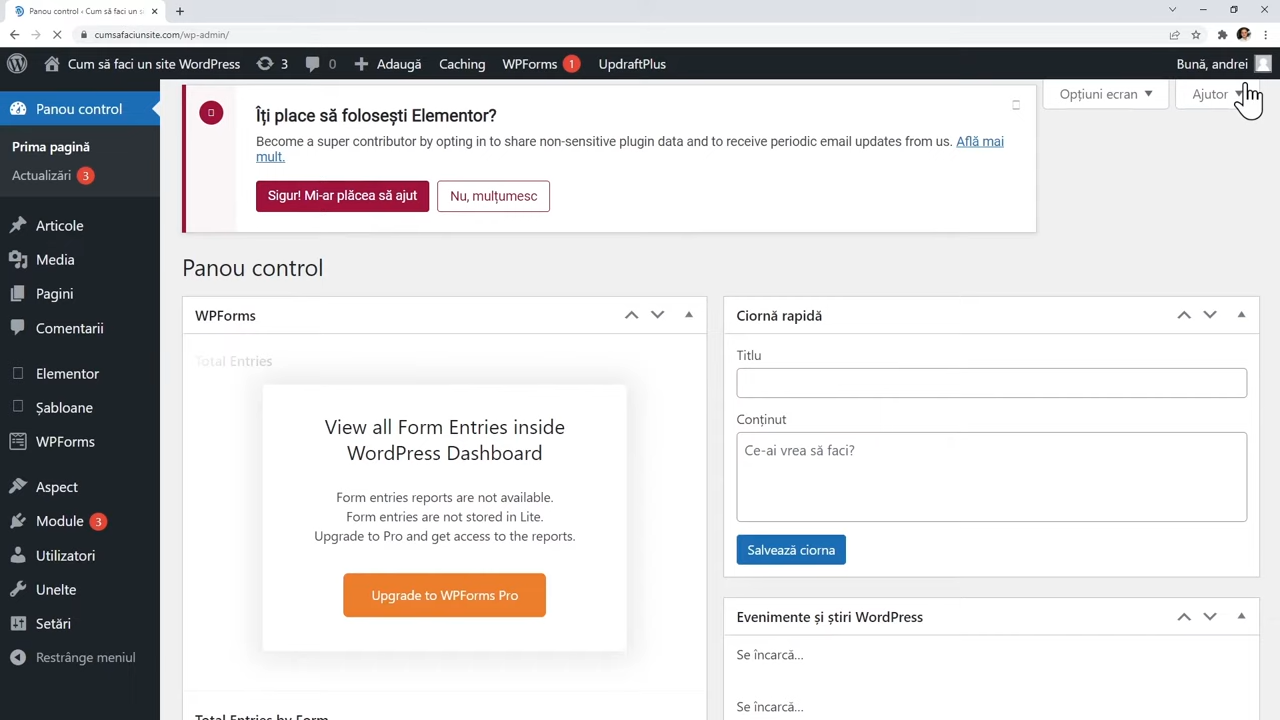 Panou control ‹ Cum să faci un s
cumsafaciunsite.com/wp-admin/
Cum să faci un site WordPress 3 0 Adaugă Caching WPForms 1 UpdraftPlus Bună, andrei
Panou control
Prima pagină
Actualizări 3
Articole
Media
Pagini
Comentarii
Elementor
Șabloane
WPForms
Aspect
Module 3
Utilizatori
Unelte
Setări
Restrânge meniul
Opțiuni ecran
Ajutor
Îți place să folosești Elementor?
Become a super contributor by opting in to share non-sensitive plugin data and to receive periodic email updates from us. Află mai
mult.
Sigur! Mi-ar plăcea să ajut
Nu, mulțumesc
Panou control
WPForms
Total Entries
View all Form Entries inside
WordPress Dashboard
Form entries reports are not available.
Form entries are not stored in Lite.
Upgrade to Pro and get access to the reports.
Upgrade to WPForms Pro
Total Entries by Form
Ciornă rapidă
Titlu
Conținut
Ce-ai vrea să faci?
Salvează ciorna
Evenimente și știri WordPress
Se încarcă...
Se încarcă...